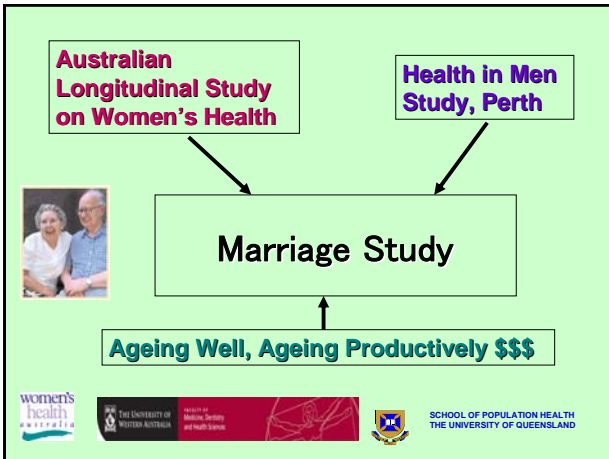 Australian
Longitudinal Study
on Women's Health
Health in Men
Study, Perth
Marriage Study
Ageing Well, Ageing Productively $$$
women's
health
australia
THE UNIVERSITY OF
WESTERN AUSTRALIA
FACULTY OF
Medicine, Dentistry
and Health Sciences
SCHOOL OF POPULATION HEALTH
THE UNIVERSITY OF QUEENSLAND